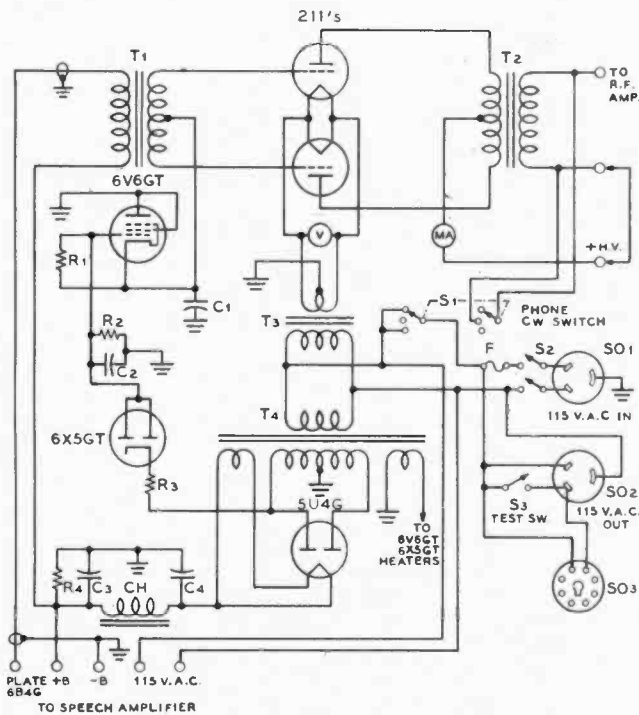 211's
T1
T2
TO
R.F.
AMP.
6V6GT
V
MA
+H.V.
R1
C1
S1
PHONE
CW SWITCH
T3
R2
C2
F
S2
SO1
115 V.A.C IN
T4
6X5GT
R3
5U4G
SO2
S3
TEST SW.
115 V.A.C.
OUT
TO
6V6GT
6X5GT
HEATERS
R4
C3
CH
C4
SO3
PLATE
6B4G
+B
-B
115 V.A.C.
TO SPEECH AMPLIFIER